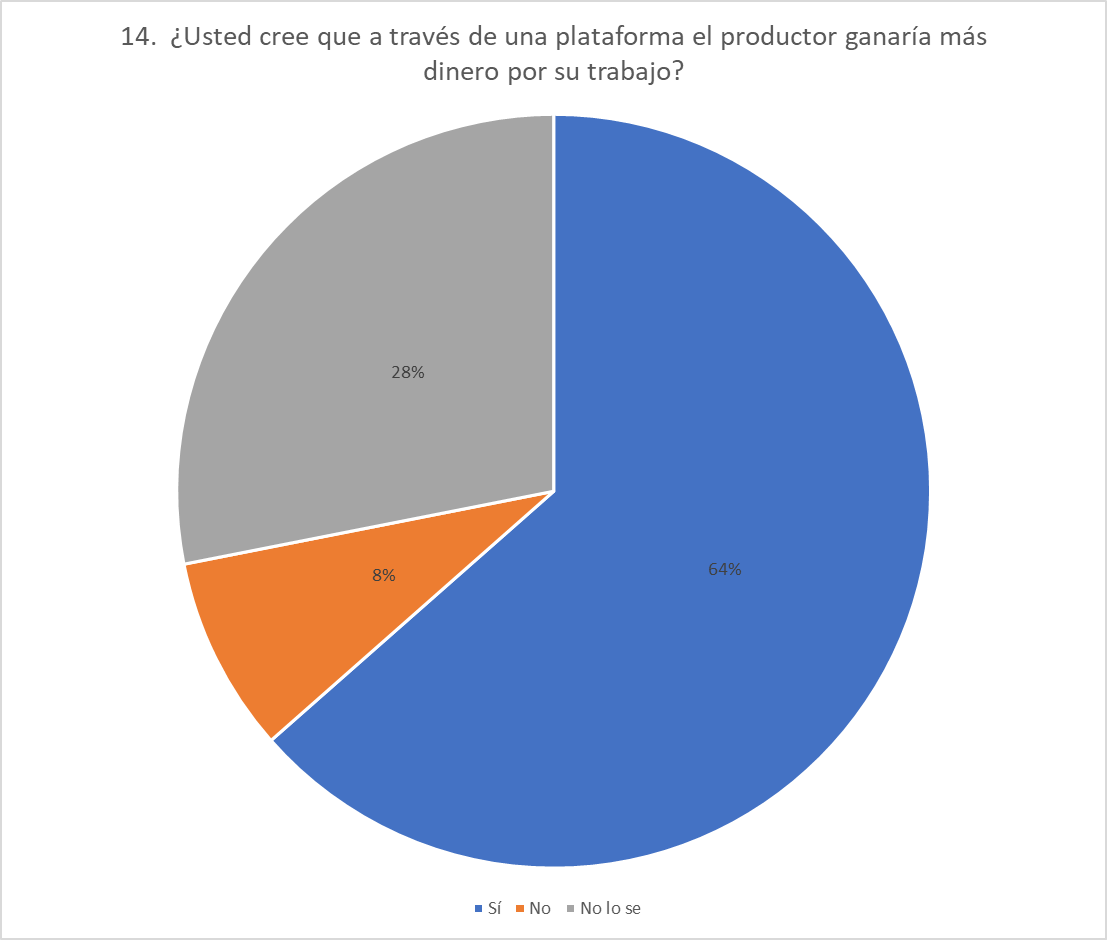 14.  ¿Usted cree que a través de una plataforma el productor ganaría más
dinero por su trabajo?
28%
8%
64%
Sí No No lo se